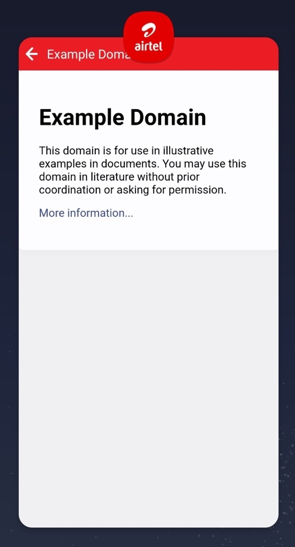 airtel
Example Doma
Example Domain
This domain is for use in illustrative
examples in documents. You may use this
domain in literature without prior
coordination or asking for permission.
More information...